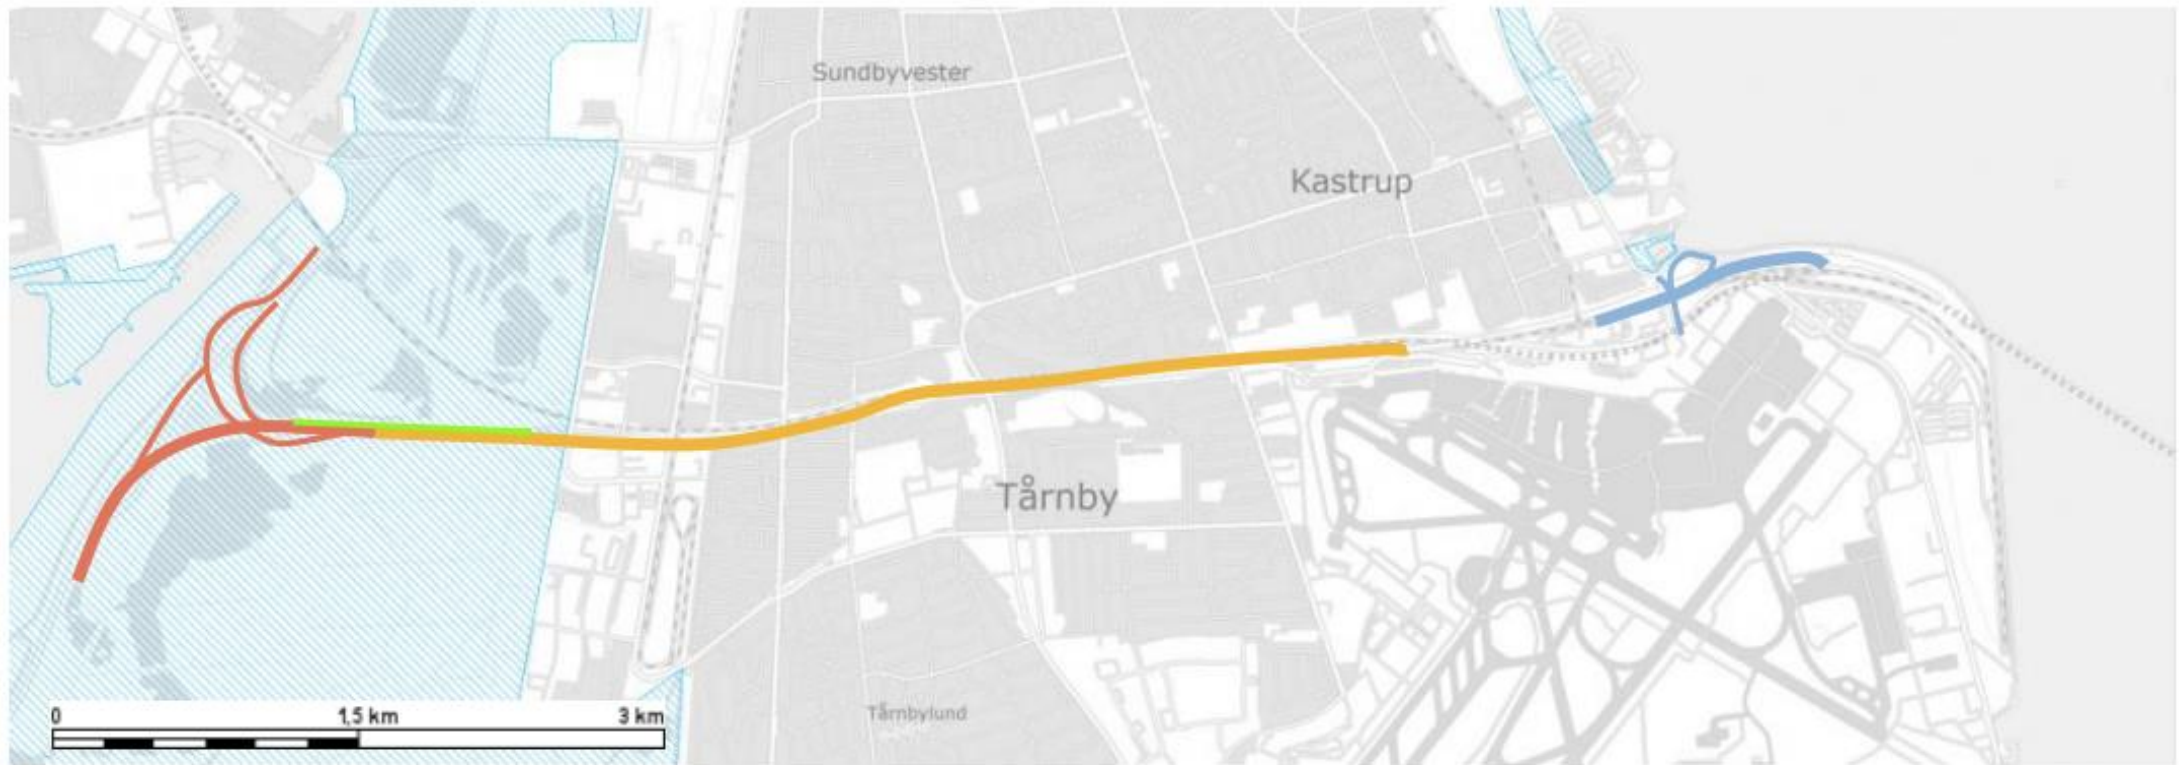 Sundbyvester
Kastrup
Tårnby
Tårnbylund
0 1,5 km 3 km